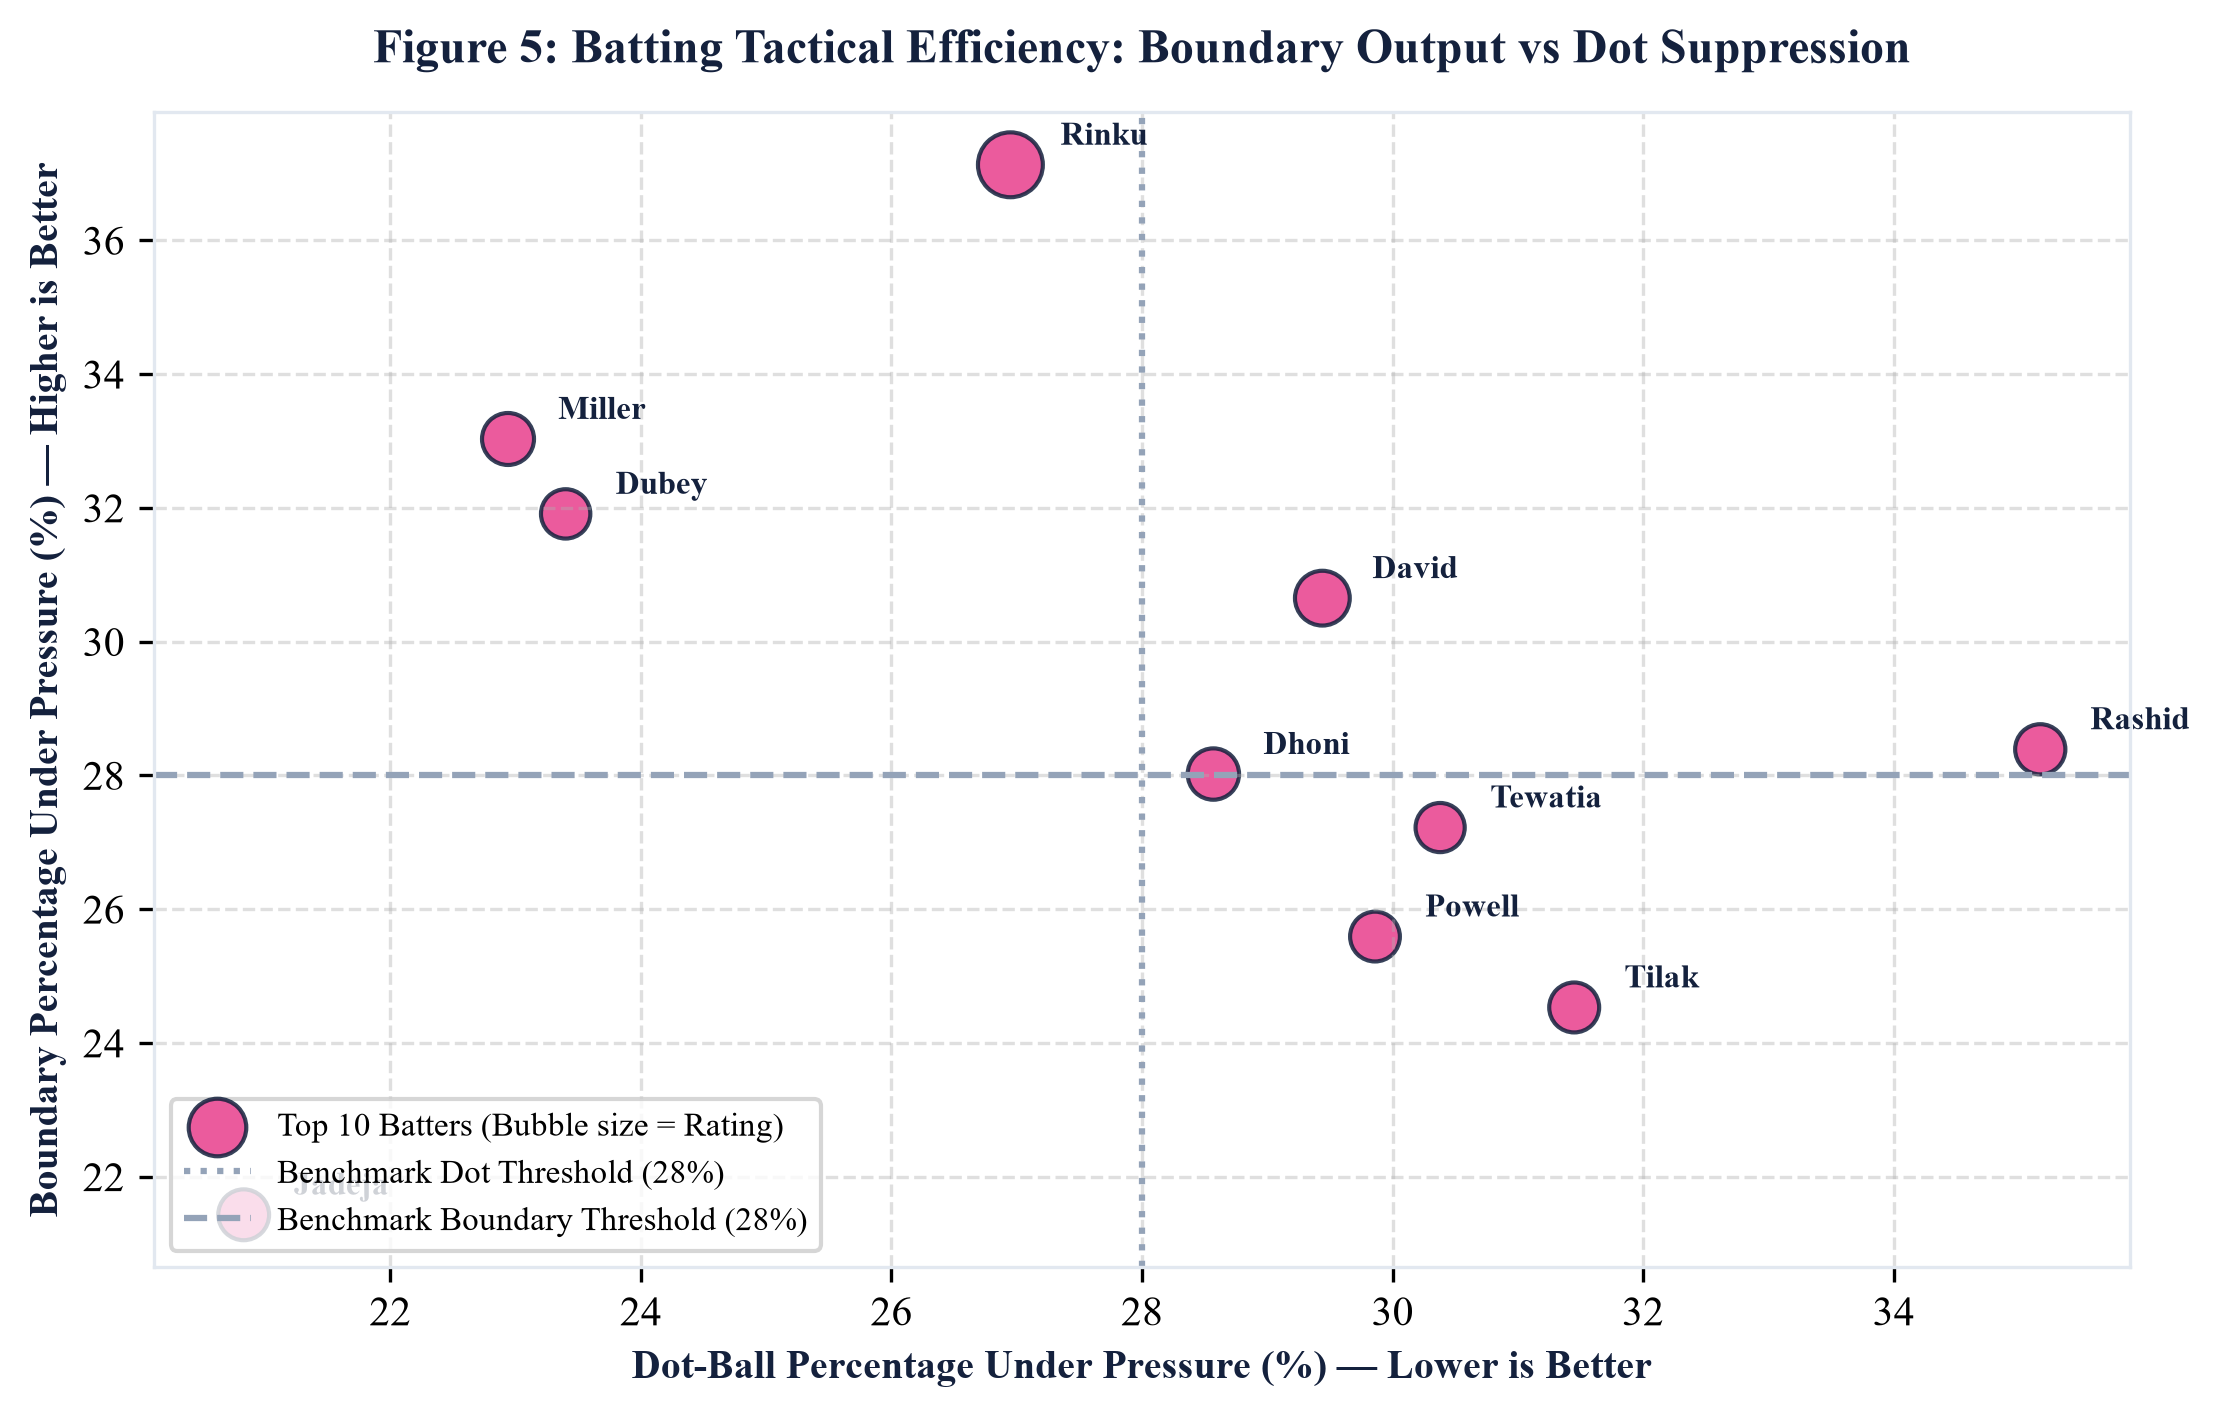 Figure 5: Batting Tactical Efficiency: Boundary Output vs Dot Suppression
Boundary Percentage Under Pressure (%) — Higher is Better
36
34
32
30
28
26
24
22
Rinku
Miller
Dubey
David
Rashid
Dhoni
Tewatia
Powell
Tilak
Top 10 Batters (Bubble size = Rating)
Benchmark Dot Threshold (28%)
Jadeja
Benchmark Boundary Threshold (28%)
22
24
26
28
30
32
34
Dot-Ball Percentage Under Pressure (%) — Lower is Better